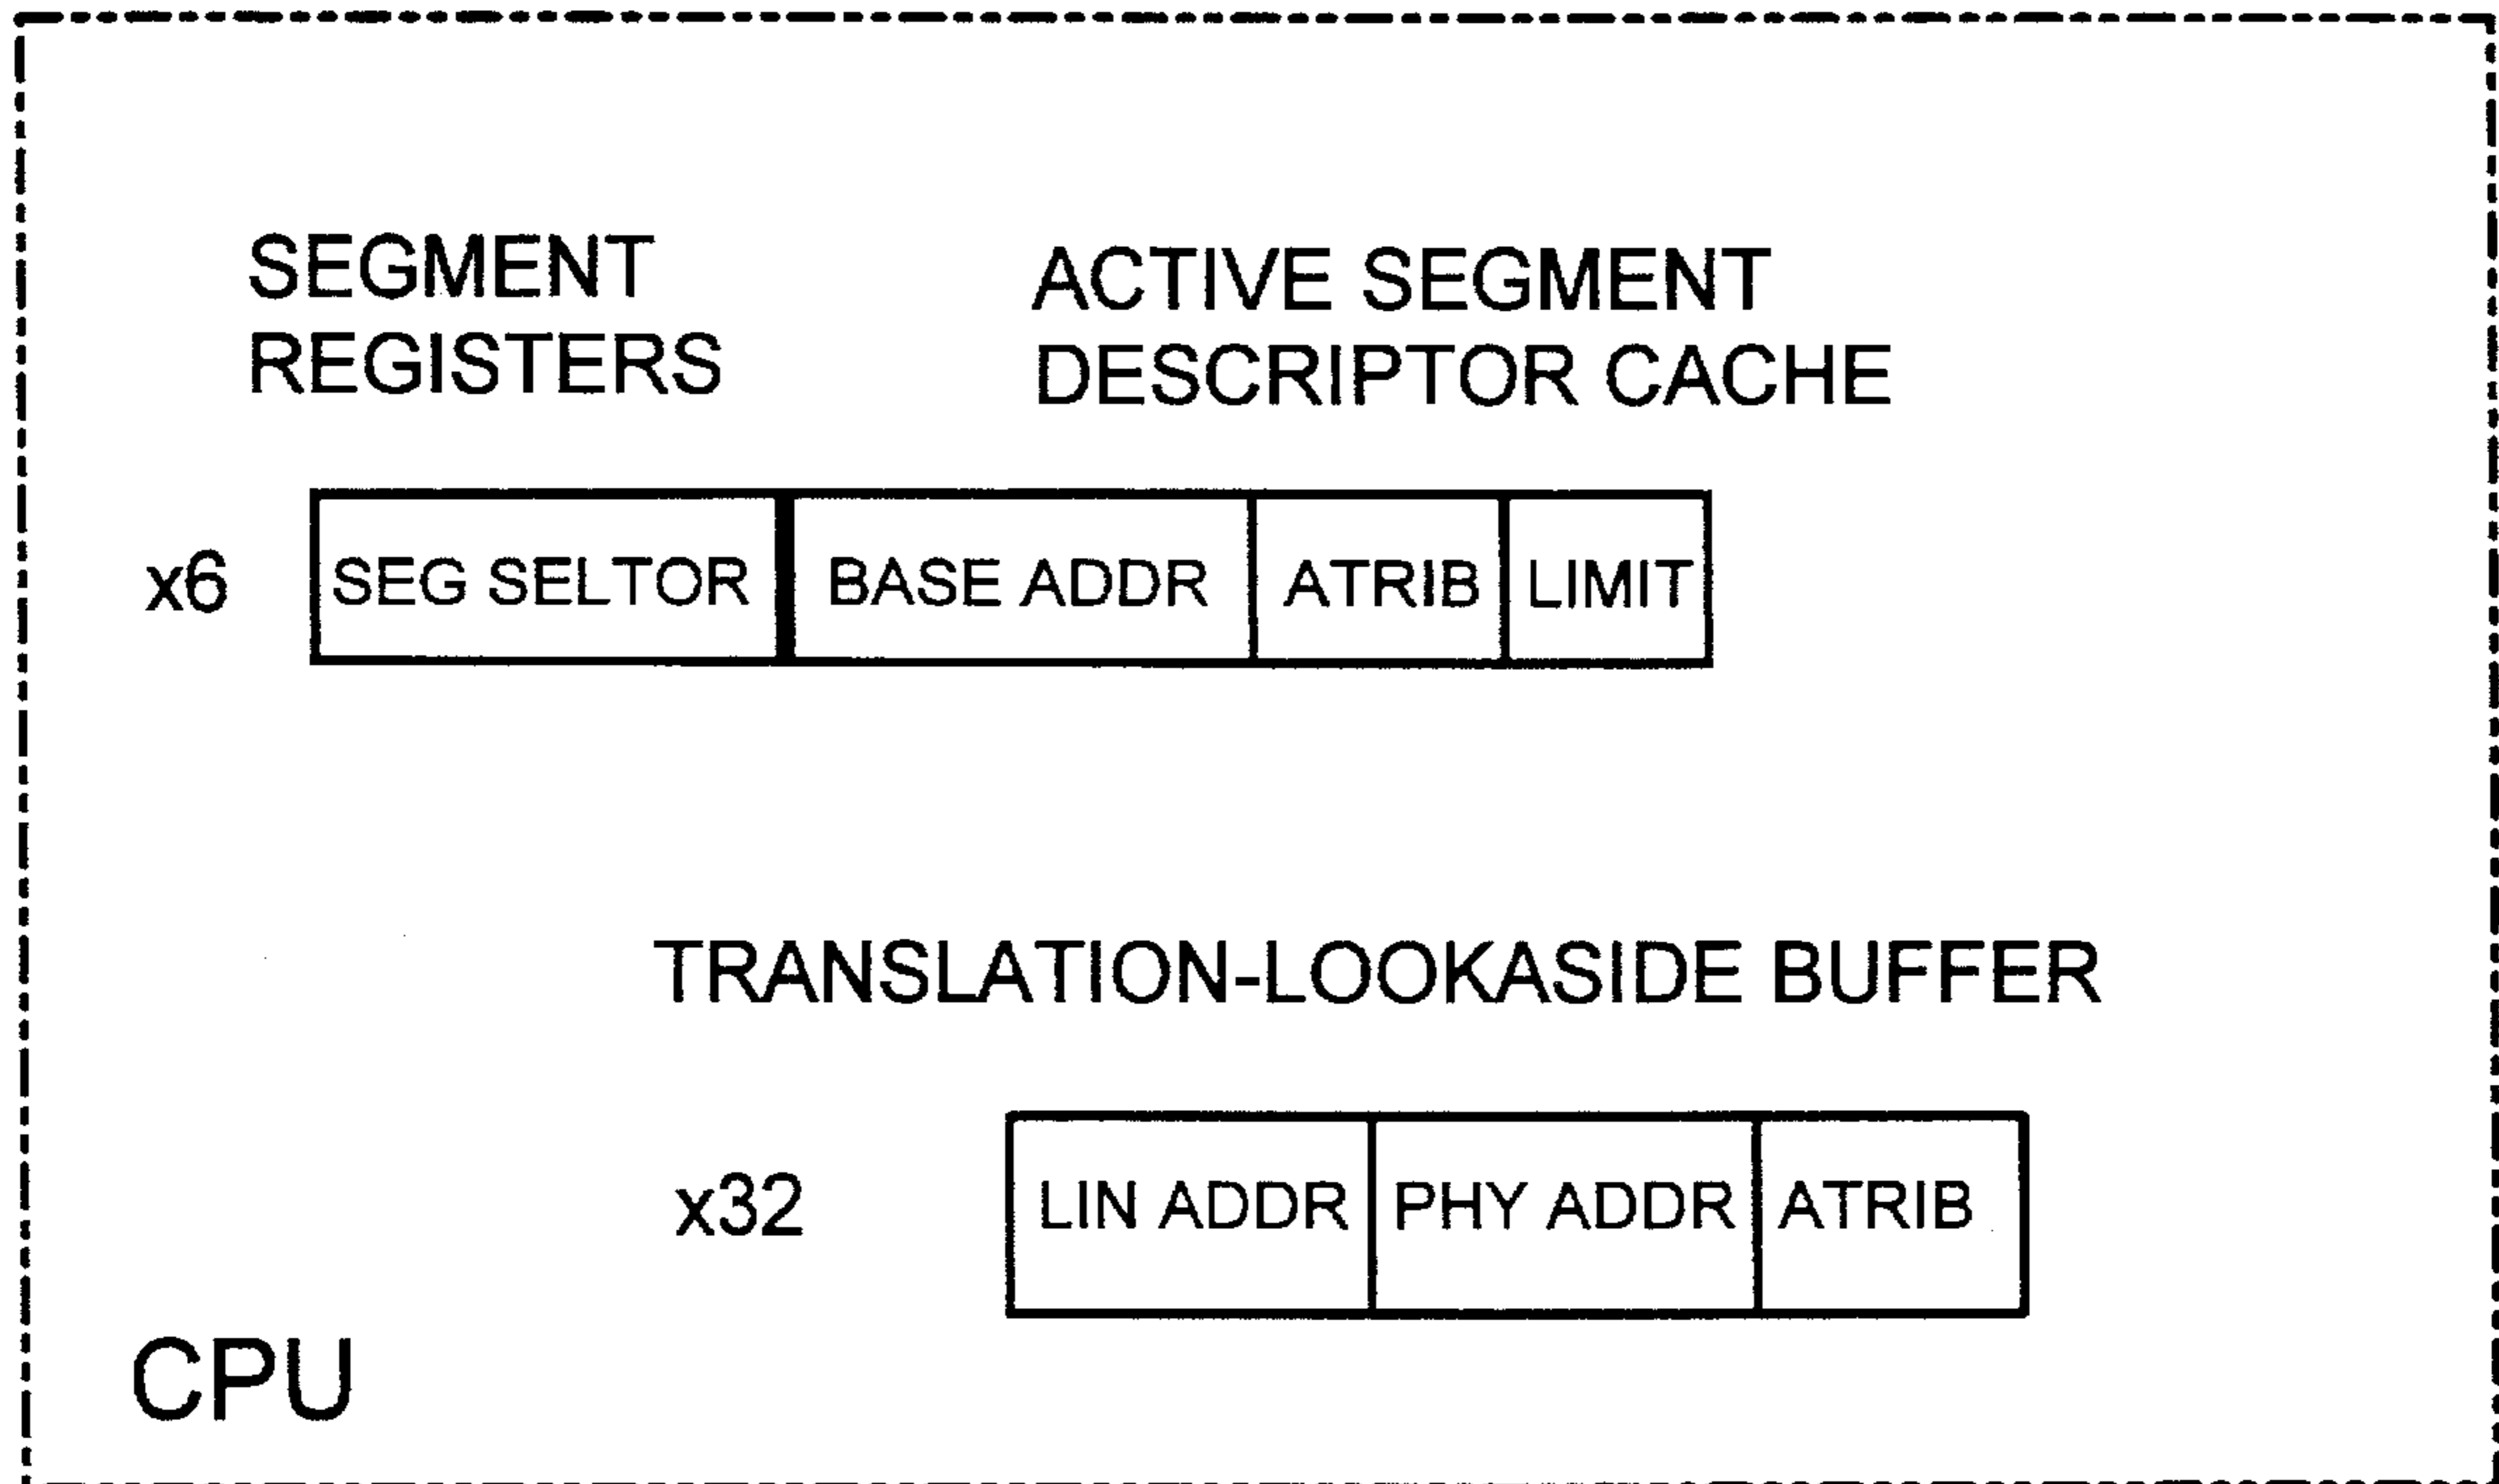 SEGMENT
REGISTERS
ACTIVE SEGMENT
DESCRIPTOR CACHE
x6
SEG SELTOR
BASE ADDR
ATRIB
LIMIT
TRANSLATION-LOOKASIDE BUFFER
x32
LIN ADDR
PHY ADDR
ATRIB
CPU